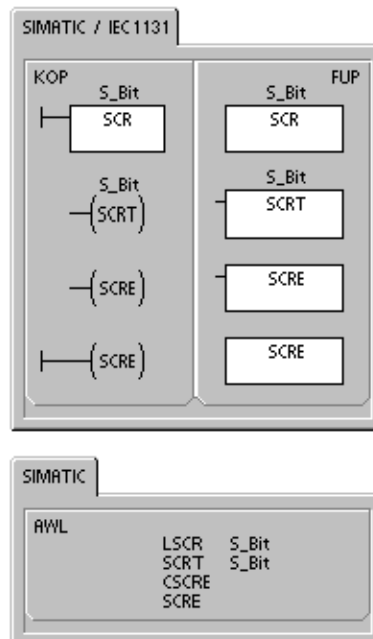 SIMATIC / IEC1131
KOP
FUP
S_Bit
S_Bit
SCR
SCR
S_Bit
S_Bit
SCRT
SCRT
SCRE
SCRE
SCRE
SCRE
SIMATIC
AWL
LSCR S_Bit
SCRT S_Bit
CSCRE
SCRE